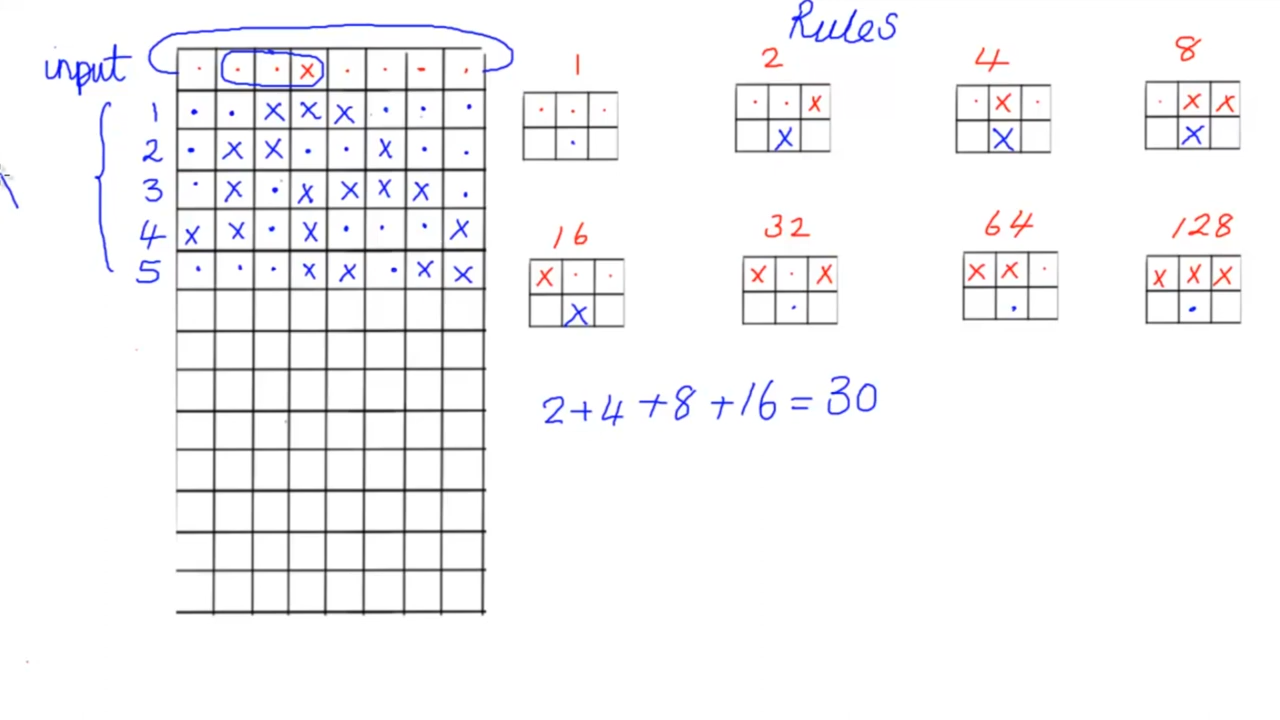 Rules
input · · · x · · - ·
1 · · x x x · · ·
2 · x x · · x · ·
3 · x · x x x x ·
4 x x · x · · · x
5 · · · x x · x x
1 2 4 8
· · · · · x · x · · x x
· x x x
16 32 64 128
x · · x · x x x · x x x
x · · ·
2+4+8+16=30